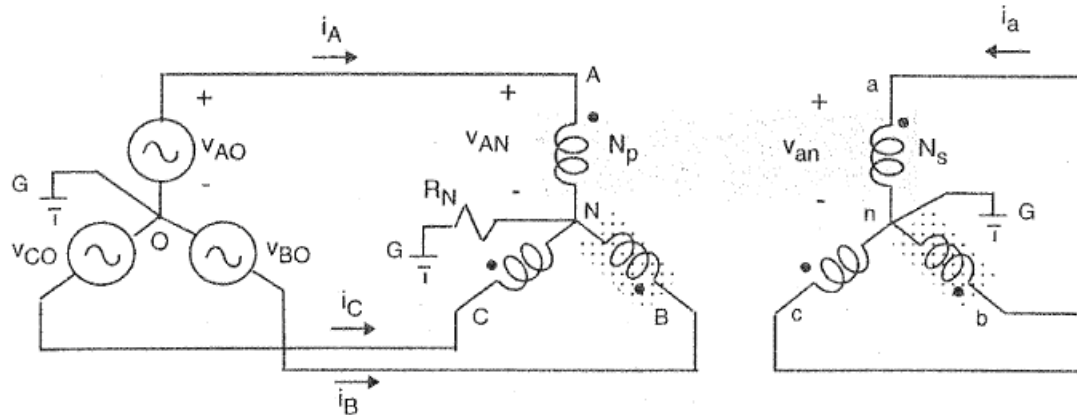 i_A
i_a
A
a
+
+
+
v_AO
v_AN
N_p
v_an
N_s
-
-
-
G
R_N
N
n
G
O
G
v_CO
v_BO
C
B
c
b
i_C
i_B